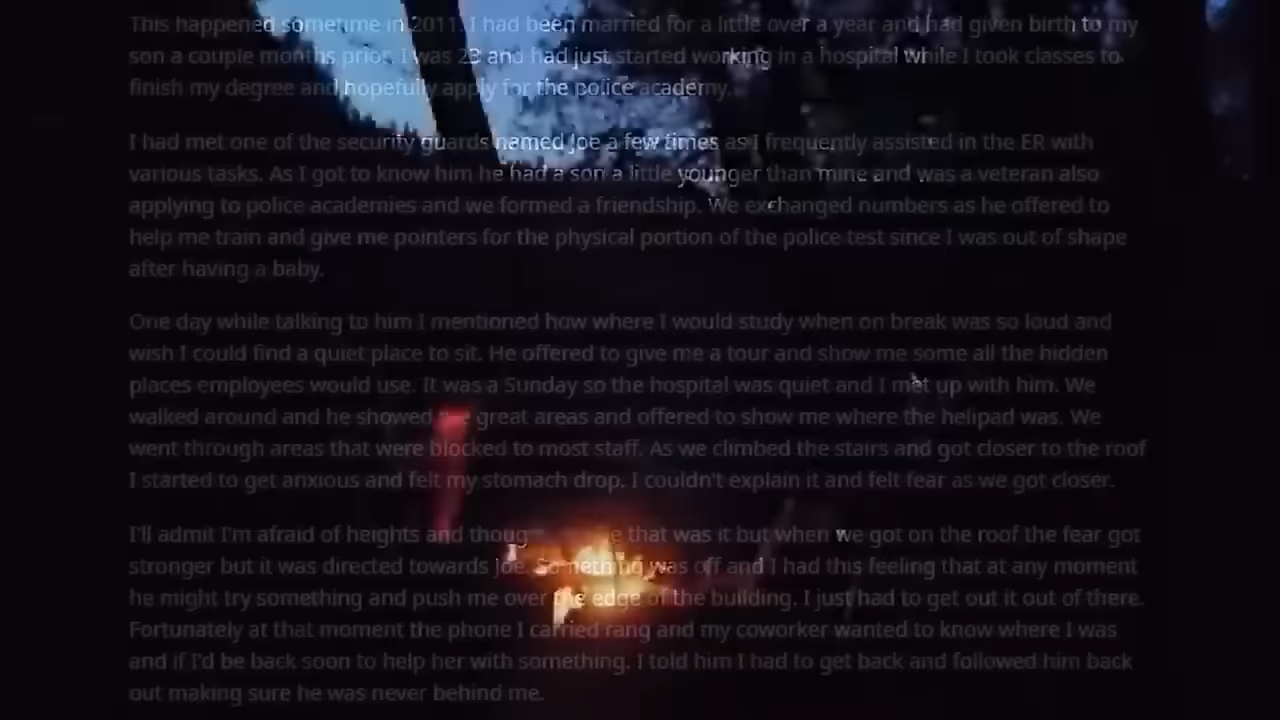 This happened sometime in 2011. I had been married for a little over a year and had given birth to my
son a couple months prior. I was 23 and had just started working in a hospital while I took classes to
finish my degree and hopefully apply for the police academy.
I had met one of the security guards named Joe a few times as I frequently assisted in the ER with
various tasks. As I got to know him he had a son a little younger than mine and was a veteran also
applying to police academies and we formed a friendship. We exchanged numbers as he offered to
help me train and give me pointers for the physical portion of the police test since I was out of shape
after having a baby.
One day while talking to him I mentioned how where I would study when on break was so loud and
wish I could find a quiet place to sit. He offered to give me a tour and show me some all the hidden
places employees would use. It was a Sunday so the hospital was quiet and I met up with him. We
walked around and he showed great areas and offered to show me where the helipad was. We
went through areas that were blocked to most staff. As we climbed the stairs and got closer to the roof
I started to get anxious and felt my stomach drop. I couldn't explain it and felt fear as we got closer.
I'll admit I'm afraid of heights and that was it but when we got on the roof the fear got
stronger but it was directed towards Joe. Something was off and I had this feeling that at any moment
he might try something and push me over the edge of the building. I just had to get out it out of there.
Fortunately at that moment the phone I carried rang and my coworker wanted to know where I was
and if I'd be back soon to help her with something. I told him I had to get back and followed him back
out making sure he was never behind me.